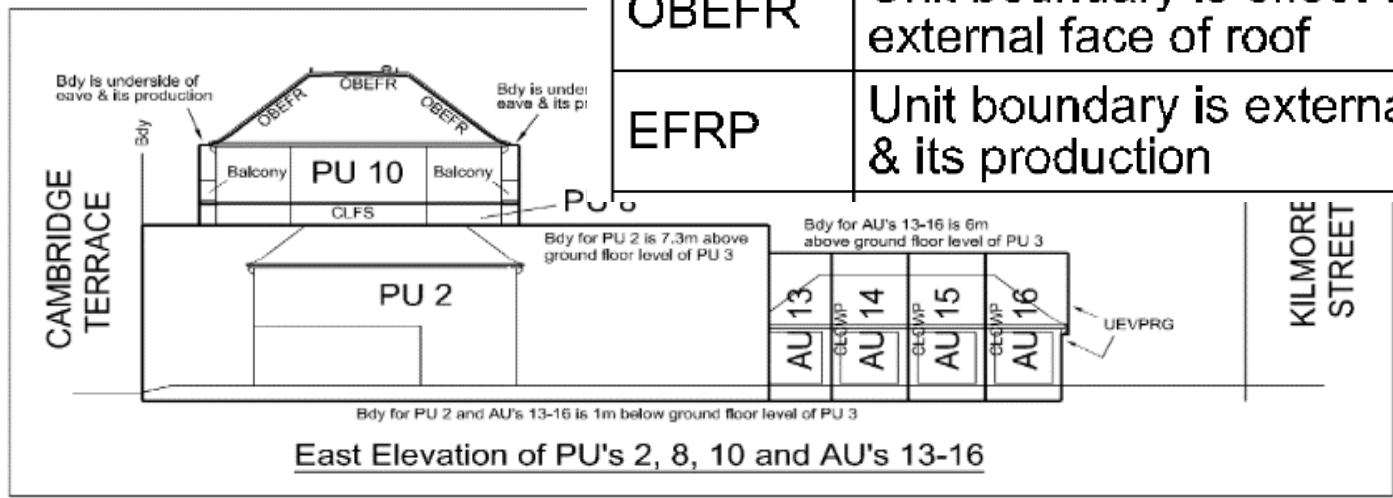 OBEFR
external face of roof
EFRP
Unit boundary is externa
& its production
Bdy is underside of
eave & its production
OBEFR
OBEFR
OBEFR
Bdy is under
eave & its p
Bdy
Balcony
PU 10
Balcony
CLFS
CAMBRIDGE
TERRACE
Bdy for PU 2 is 7.3m above
ground floor level of PU 3
PU 2
Bdy for AU's 13-16 is 6m
above ground floor level of PU 3
AU 13
CLCWP
AU 14
AU 15
CLCWP
AU 16
UEVPRG
KILMORE
STREET
Bdy for PU 2 and AU's 13-16 is 1m below ground floor level of PU 3
East Elevation of PU's 2, 8, 10 and AU's 13-16